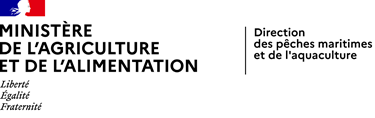 MINISTÈRE
DE L'AGRICULTURE
ET DE L'ALIMENTATION
Liberté
Égalité
Fraternité
Direction
des pêches maritimes
et de l'aquaculture